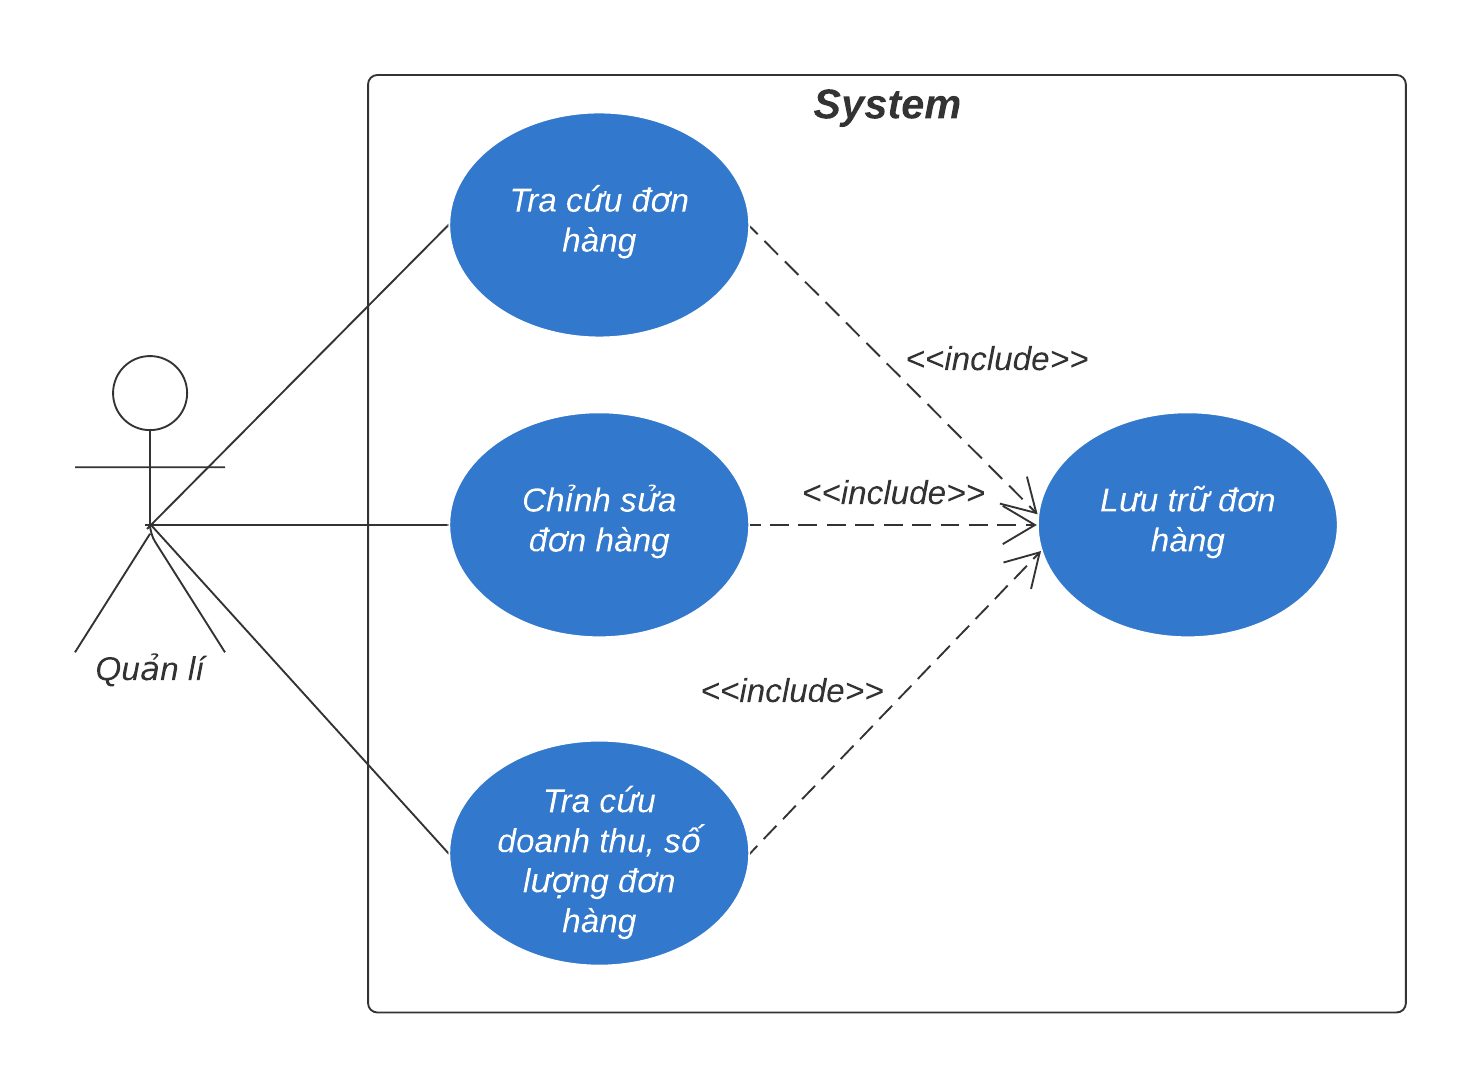 System
Tra cứu đơn
hàng
<<include>>
Chỉnh sửa
đơn hàng
<<include>>
Lưu trữ đơn
hàng
Quản lí
<<include>>
Tra cứu
doanh thu, số
lượng đơn
hàng